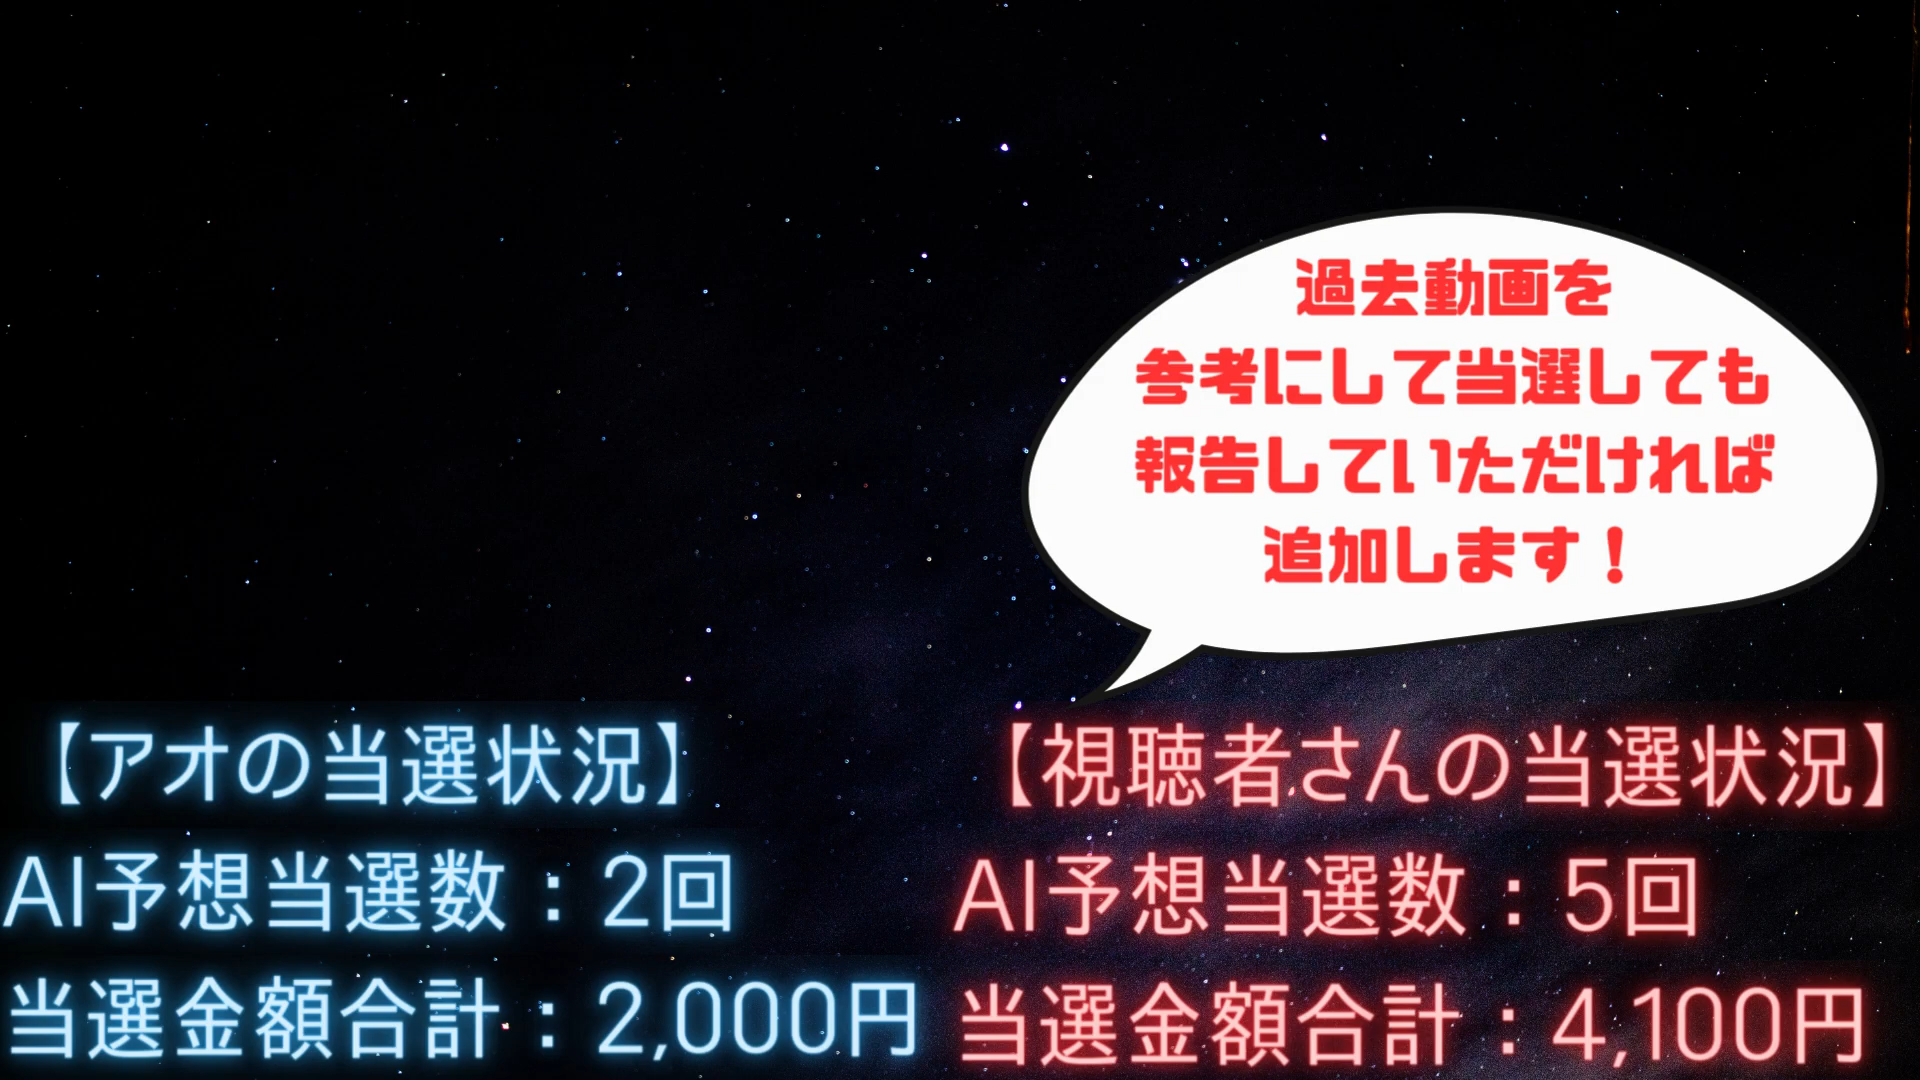 過去動画を
参考にして当選しても
報告していただければ
追加します！
【アオの当選状況】
AI予想当選数：2回
当選金額合計：2,000円
【視聴者さんの当選状況】
AI予想当選数：5回
当選金額合計：4,100円